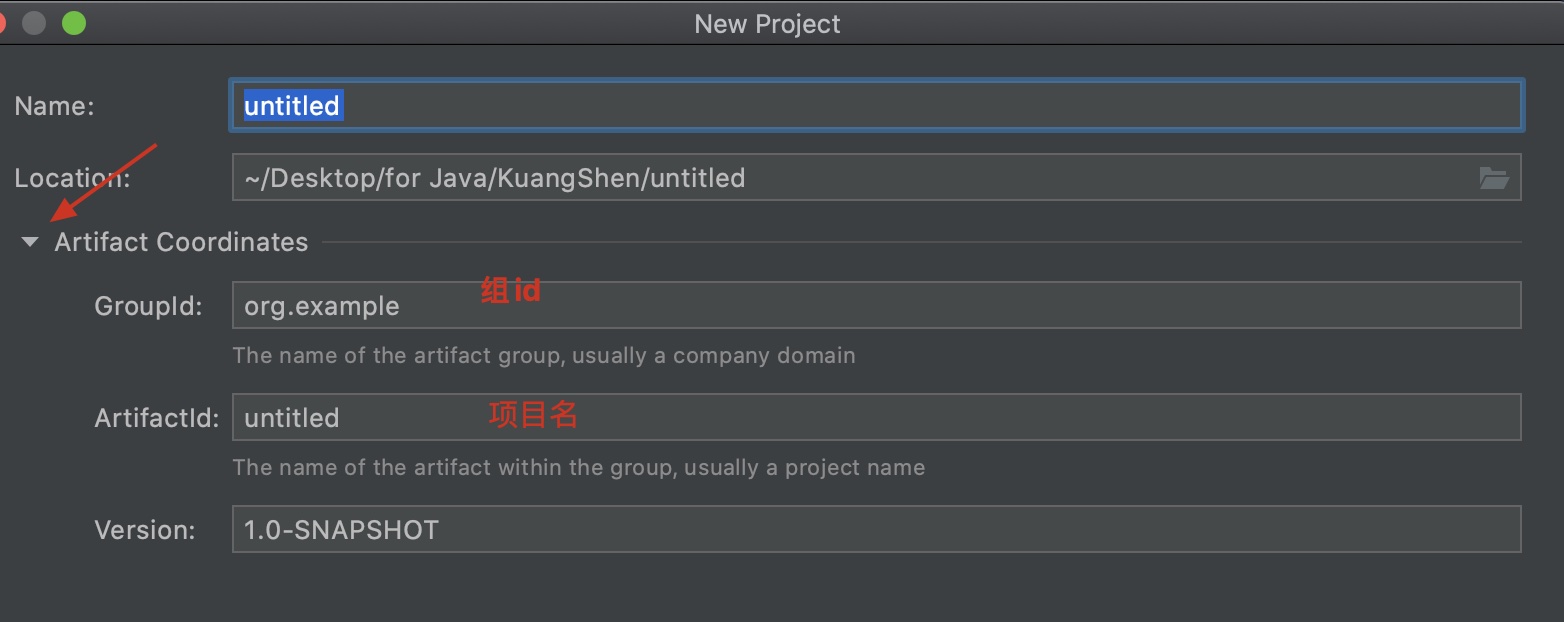 New Project
Name: untitled
Location: ~/Desktop/for Java/KuangShen/untitled
Artifact Coordinates
组id
GroupId: org.example
The name of the artifact group, usually a company domain
ArtifactId: untitled 项目名
The name of the artifact within the group, usually a project name
Version: 1.0-SNAPSHOT